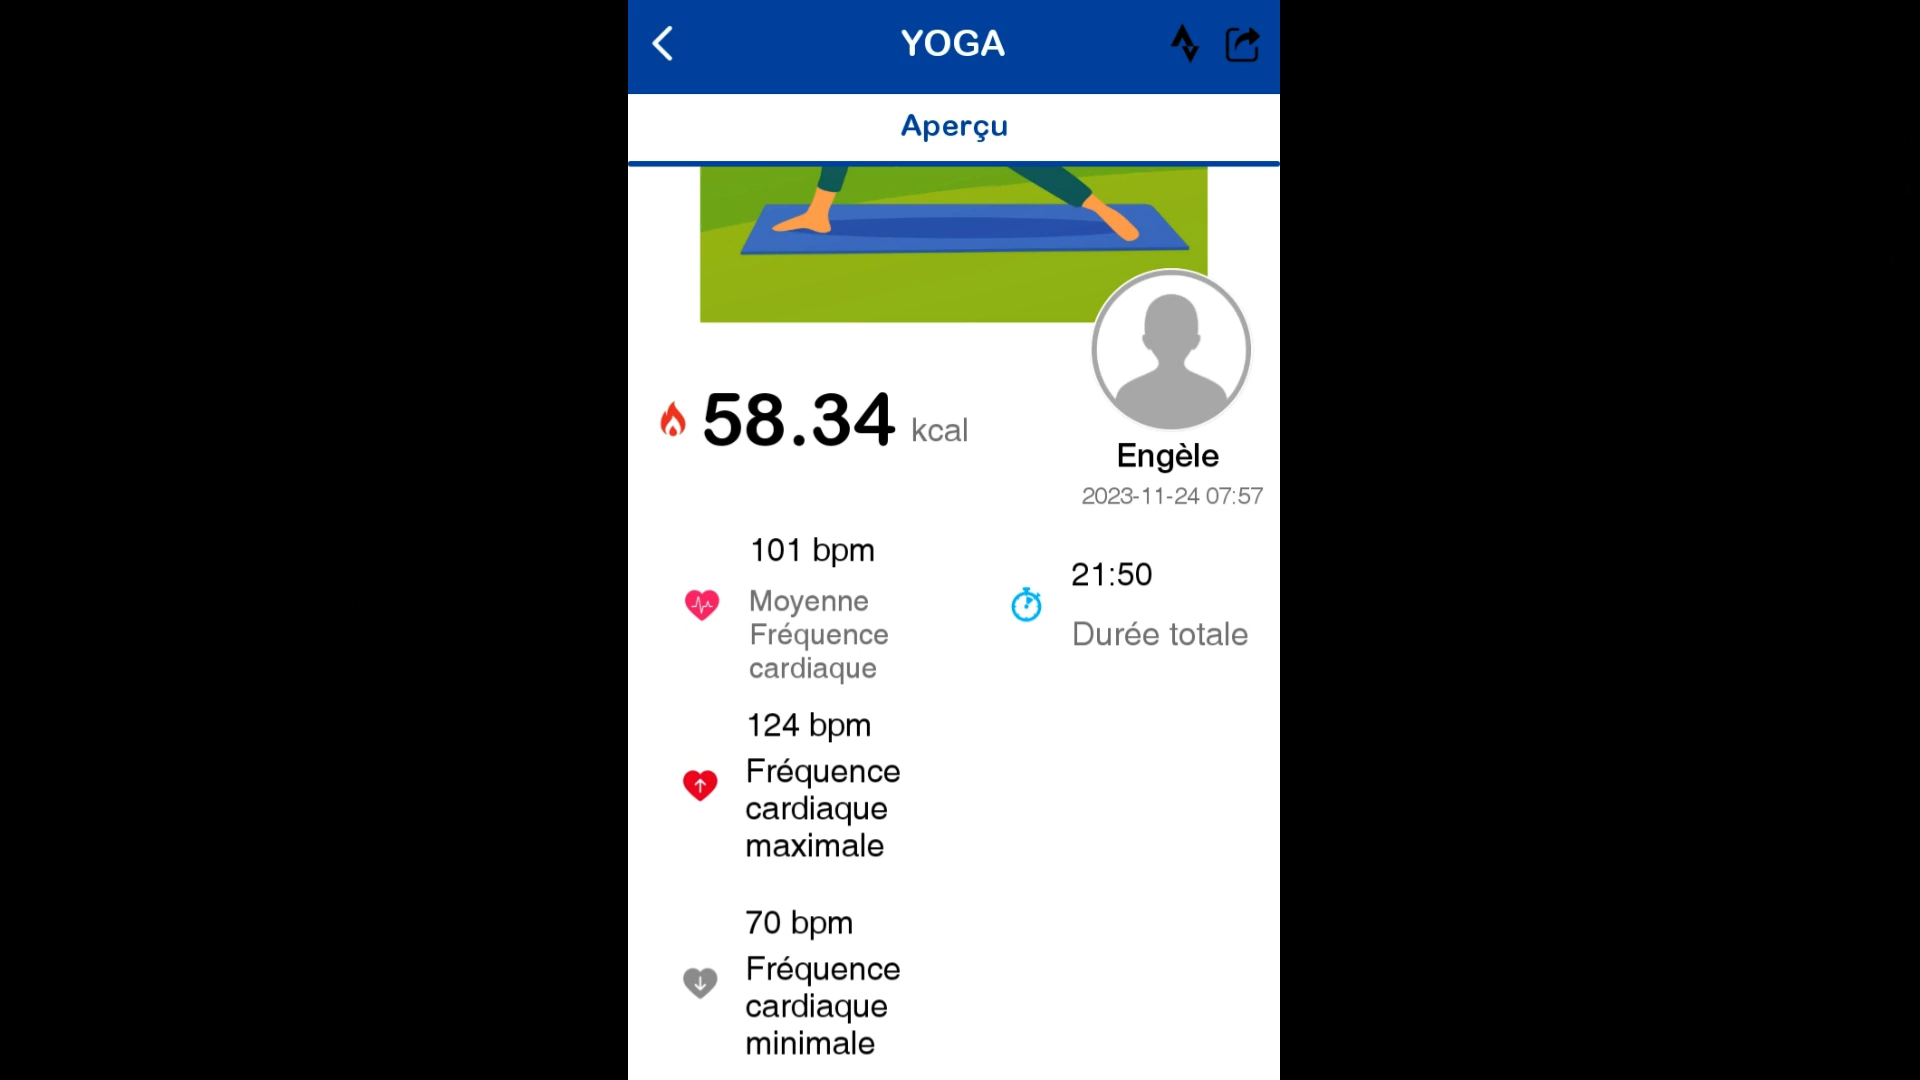 YOGA
Aperçu
58.34 kcal
Engèle
2023-11-24 07:57
101 bpm
Moyenne
Fréquence
cardiaque
21:50
Durée totale
124 bpm
Fréquence
cardiaque
maximale
70 bpm
Fréquence
cardiaque
minimale